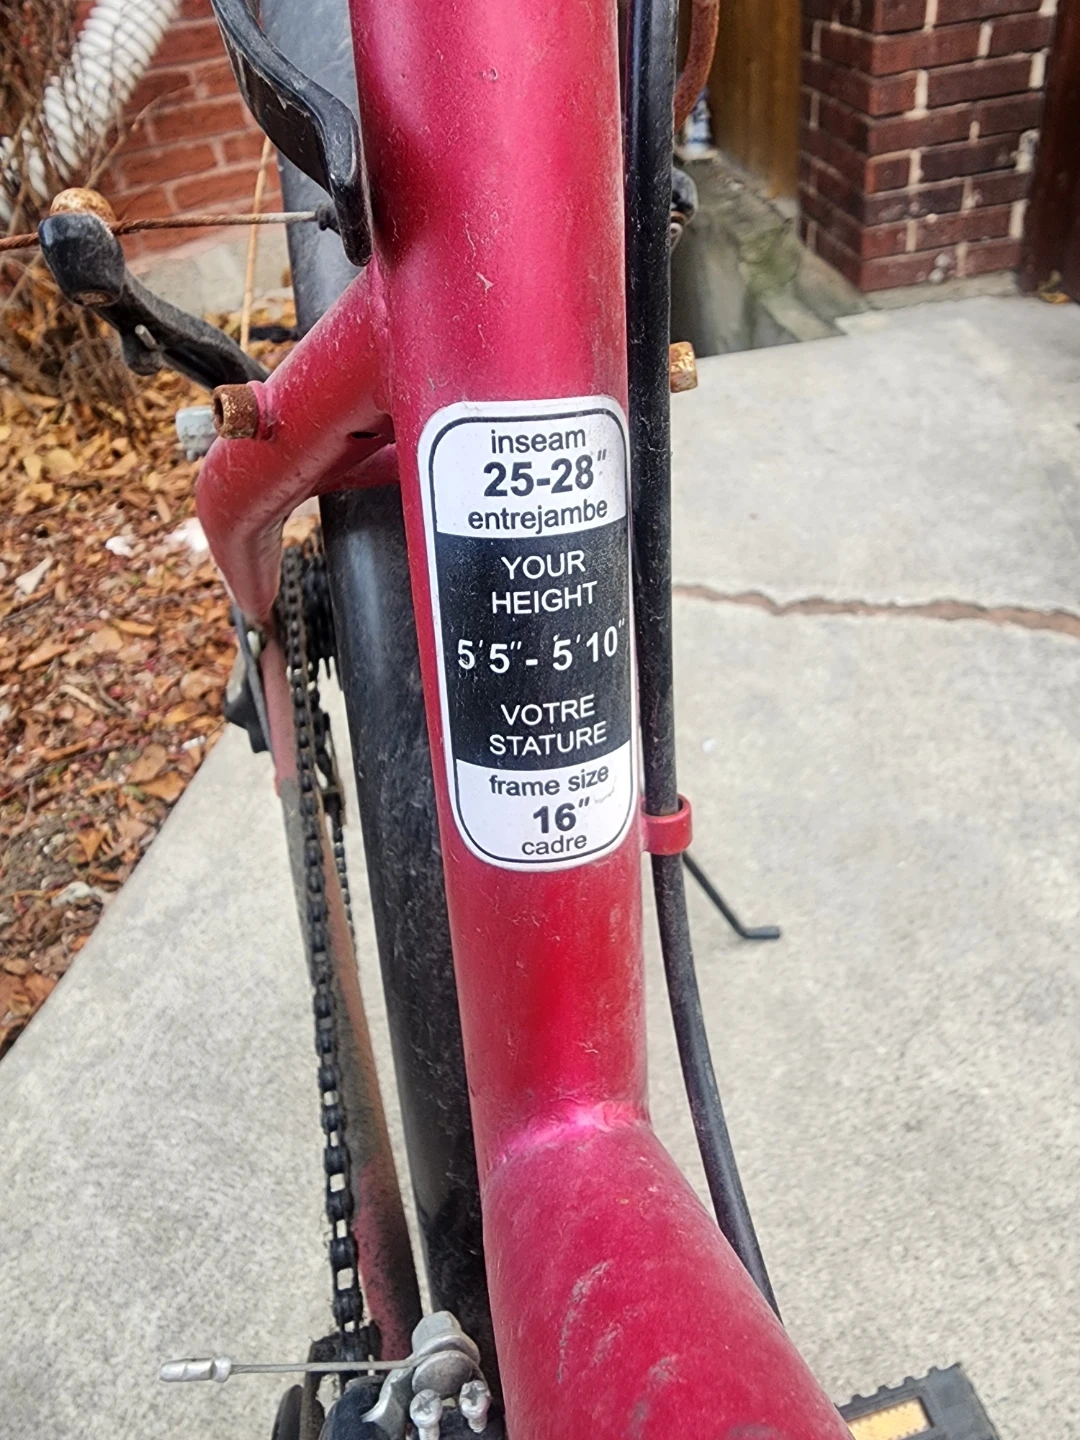 inseam
25-28"
entrejambe
YOUR
HEIGHT
5'5"- 5'10"
VOTRE
STATURE
frame size
16"
cadre